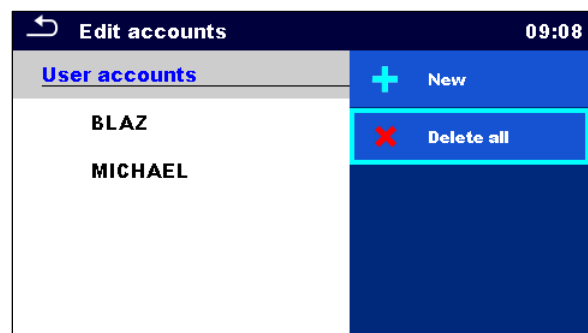 Edit accounts 09:08
User accounts
BLAZ
MICHAEL
New
Delete all